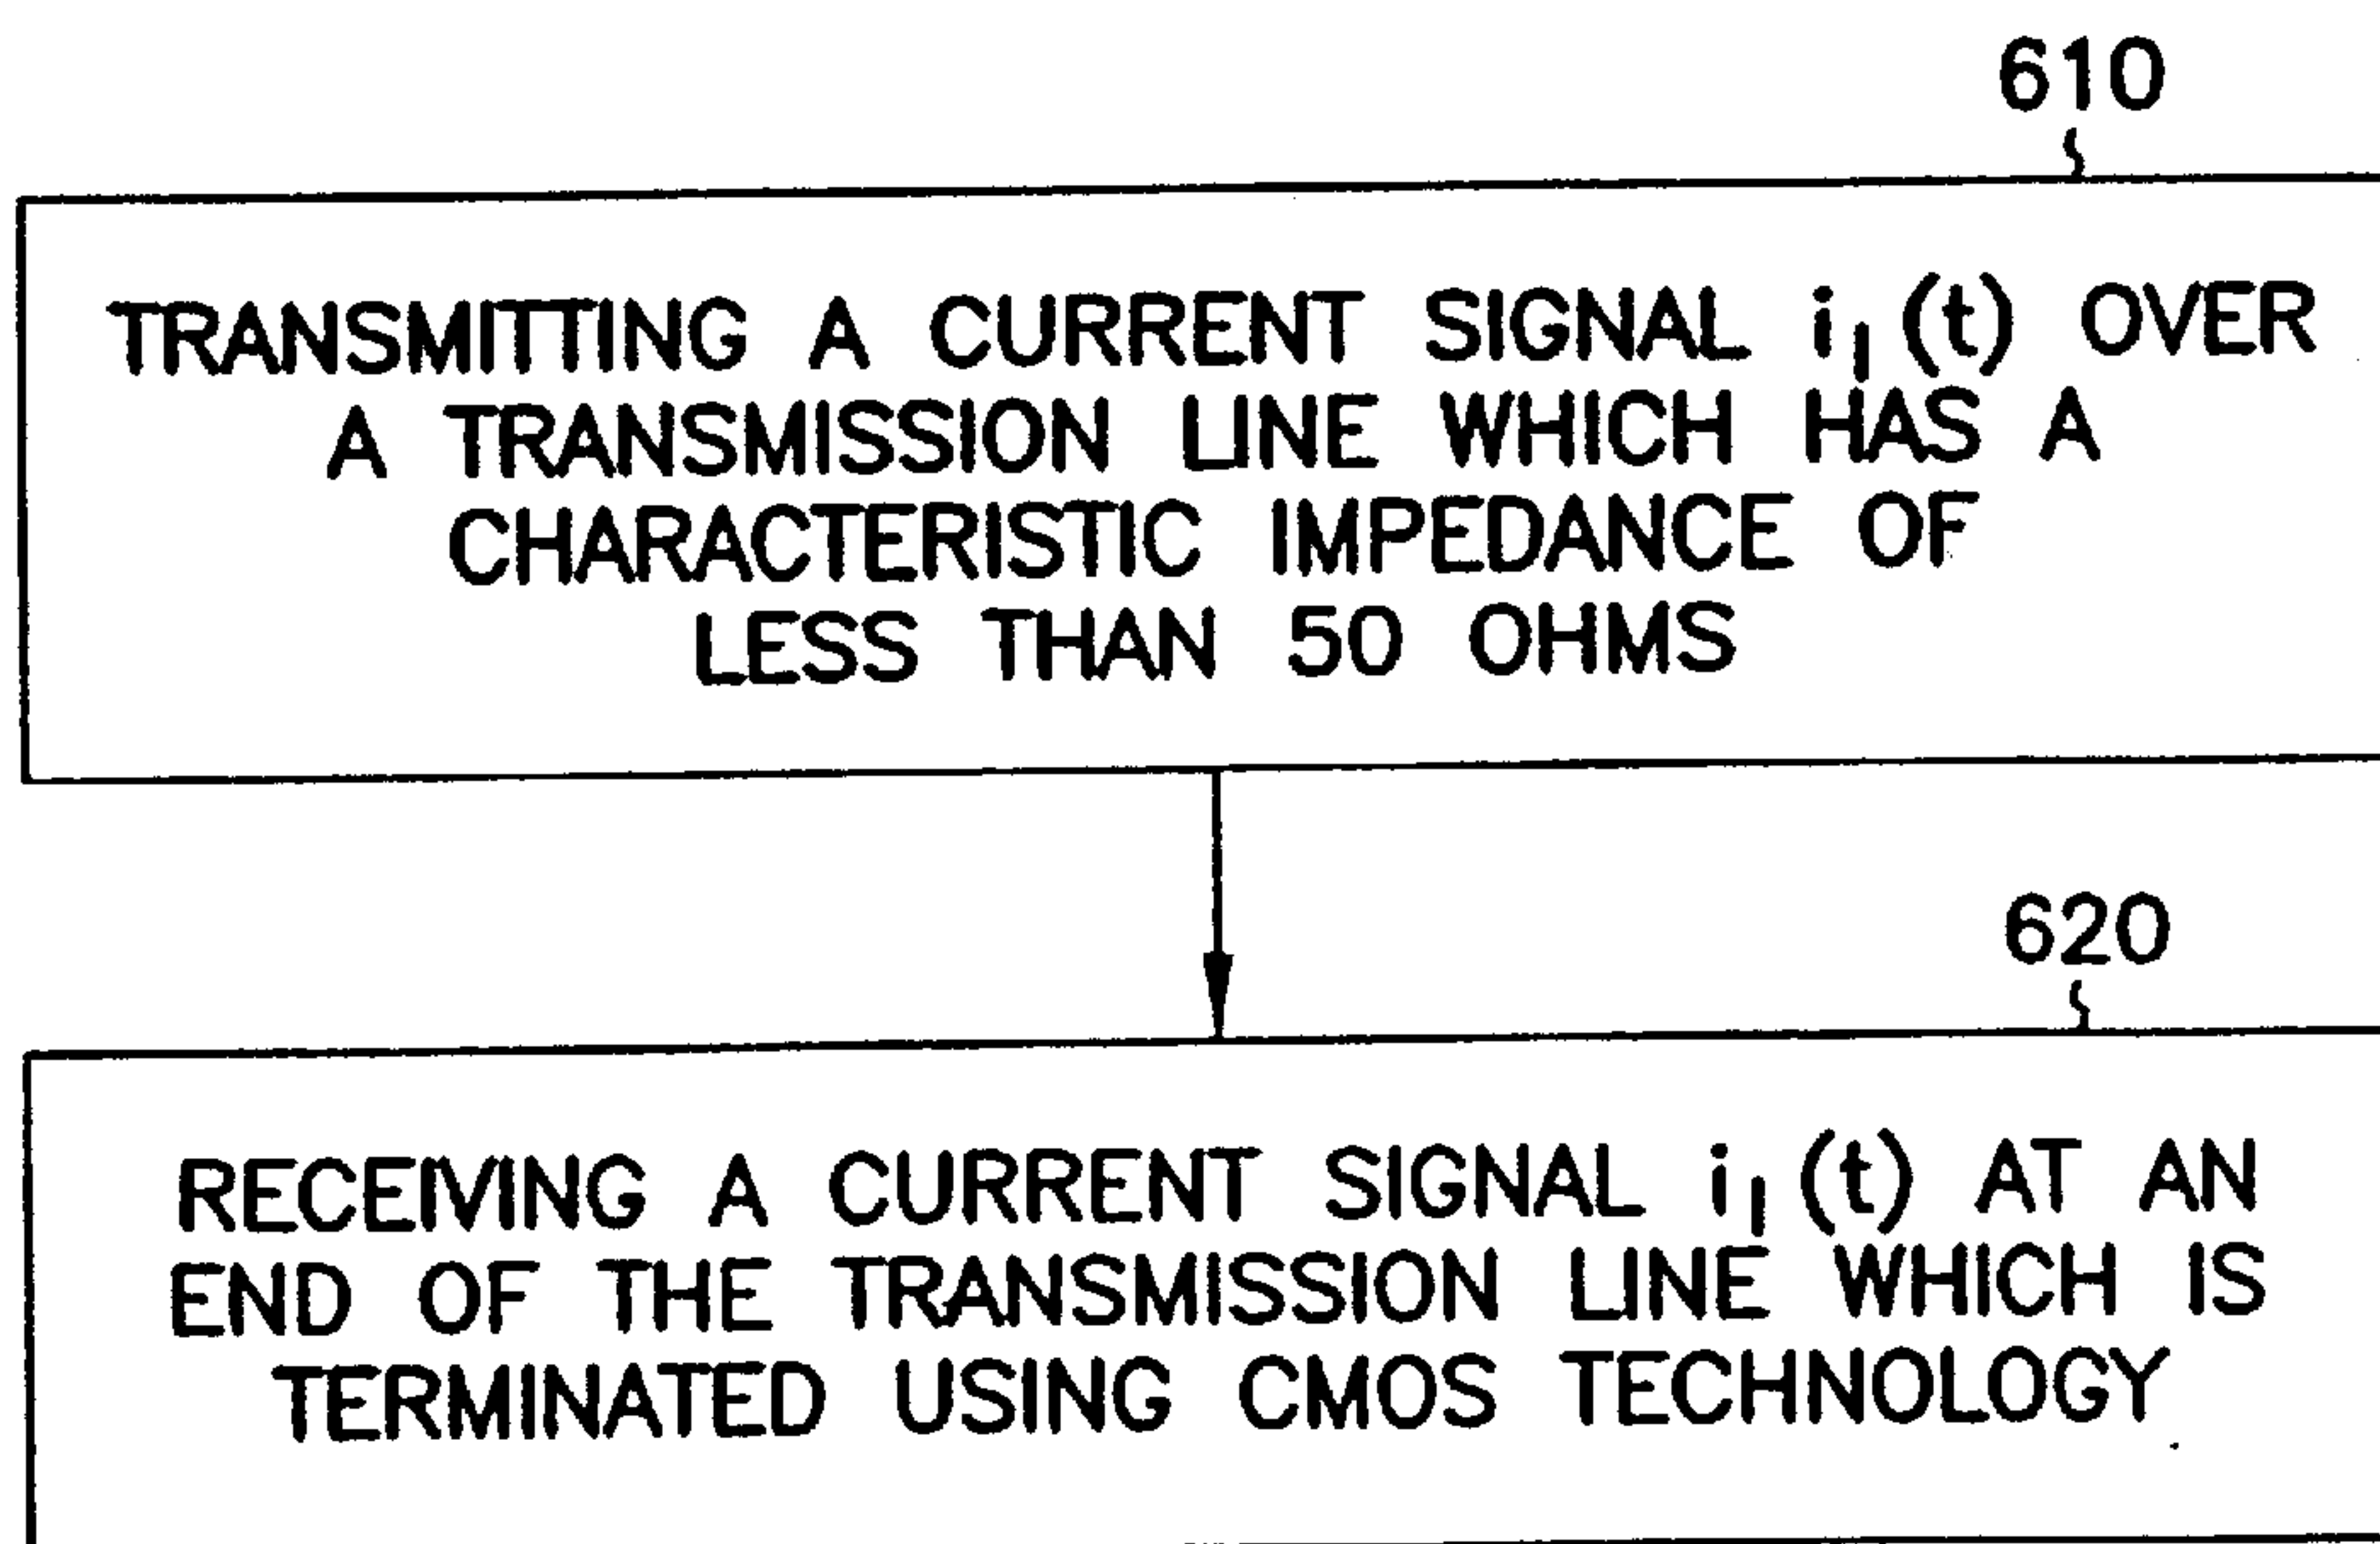 610
TRANSMITTING A CURRENT SIGNAL i₁(t) OVER
A TRANSMISSION LINE WHICH HAS A
CHARACTERISTIC IMPEDANCE OF
LESS THAN 50 OHMS
620
RECEIVING A CURRENT SIGNAL i₁(t) AT AN
END OF THE TRANSMISSION LINE WHICH IS
TERMINATED USING CMOS TECHNOLOGY